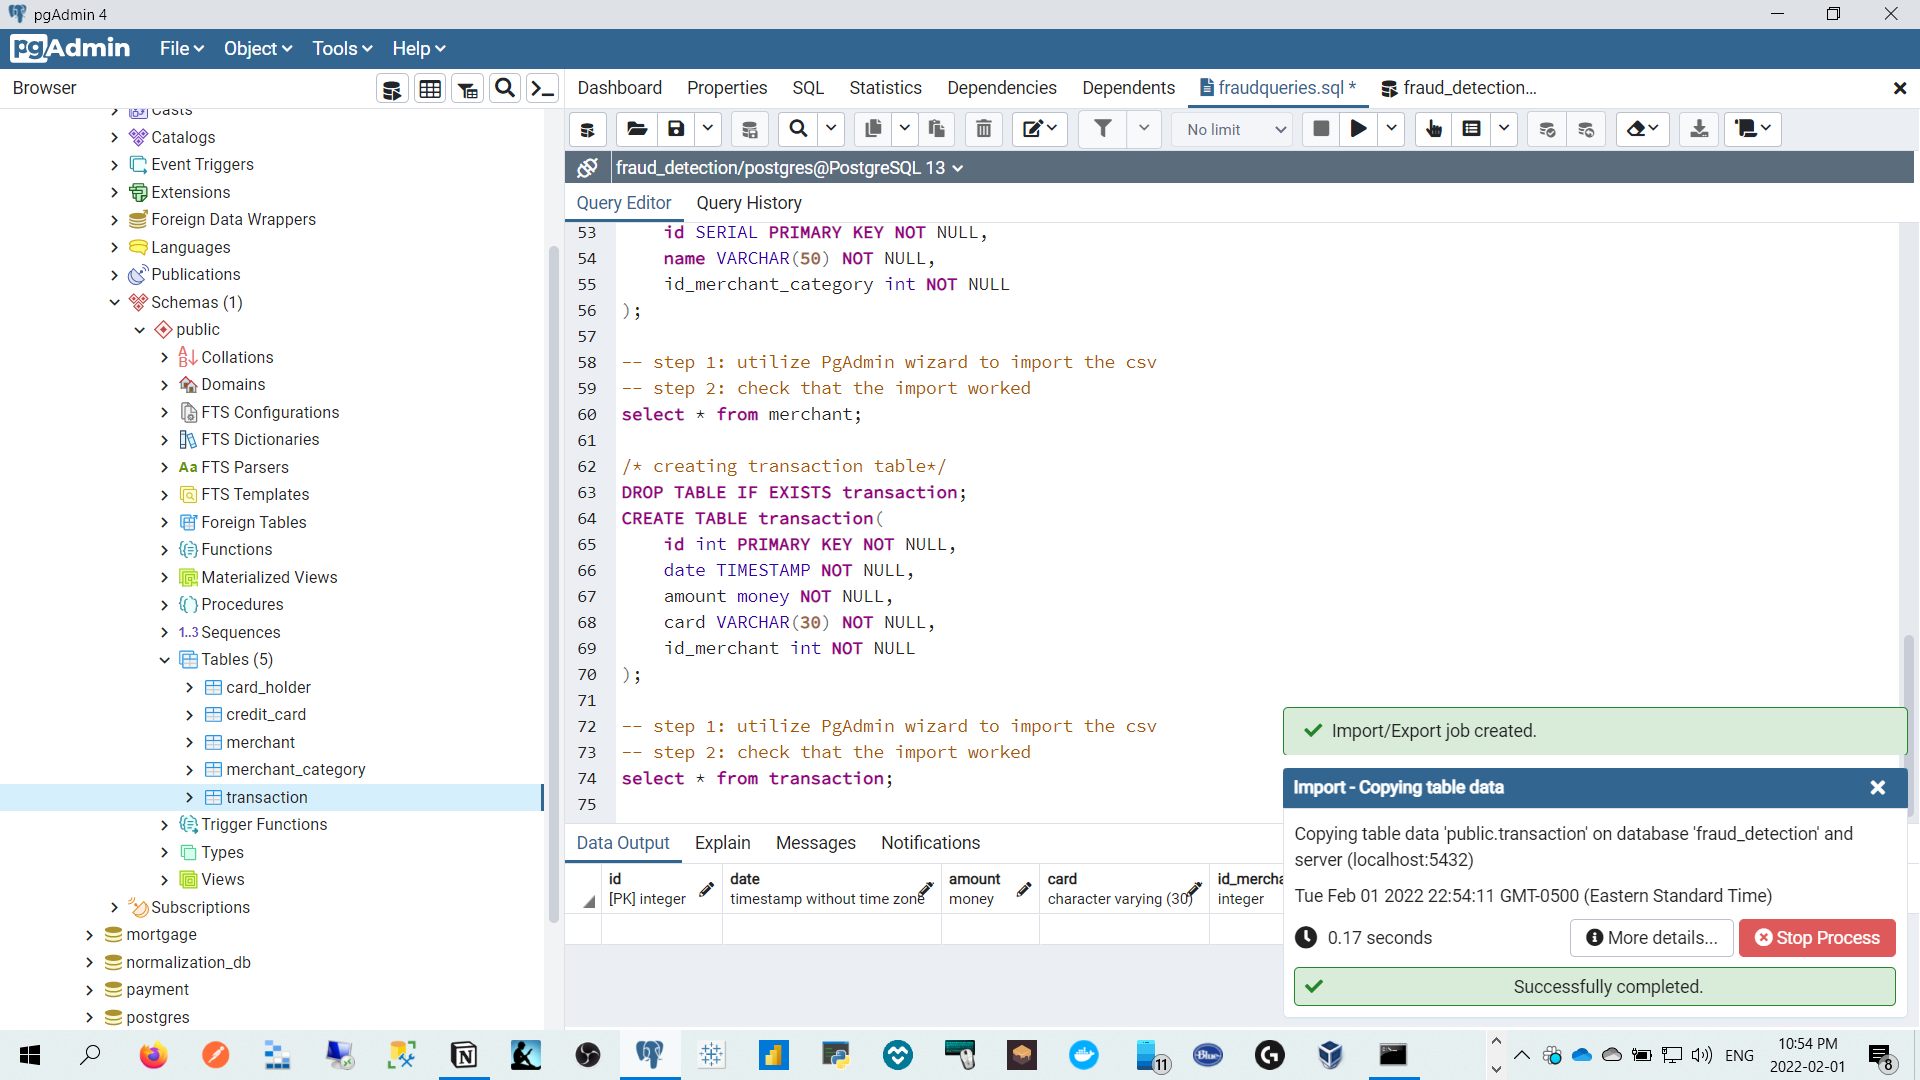 pgAdmin 4
pgAdmin File Object Tools Help
Browser
Dashboard Properties SQL Statistics Dependencies Dependents fraudqueries.sql * fraud_detection...
No limit
fraud_detection/postgres@PostgreSQL 13
Query Editor Query History
Casts
Catalogs
Event Triggers
Extensions
Foreign Data Wrappers
Languages
Publications
Schemas (1)
public
Collations
Domains
FTS Configurations
FTS Dictionaries
Aa FTS Parsers
FTS Templates
Foreign Tables
Functions
Materialized Views
Procedures
1..3 Sequences
Tables (5)
card_holder
credit_card
merchant
merchant_category
transaction
Trigger Functions
Types
Views
Subscriptions
mortgage
normalization_db
payment
postgres
53 id SERIAL PRIMARY KEY NOT NULL,
54 name VARCHAR(50) NOT NULL,
55 id_merchant_category int NOT NULL
56 );
57
58 -- step 1: utilize PgAdmin wizard to import the csv
59 -- step 2: check that the import worked
60 select * from merchant;
61
62 /* creating transaction table*/
63 DROP TABLE IF EXISTS transaction;
64 CREATE TABLE transaction(
65 id int PRIMARY KEY NOT NULL,
66 date TIMESTAMP NOT NULL,
67 amount money NOT NULL,
68 card VARCHAR(30) NOT NULL,
69 id_merchant int NOT NULL
70 );
71
72 -- step 1: utilize PgAdmin wizard to import the csv
73 -- step 2: check that the import worked
74 select * from transaction;
75
Data Output Explain Messages Notifications
id date amount card id_mercha
[PK] integer timestamp without time zone money character varying (30) integer
Import/Export job created.
Import - Copying table data
Copying table data 'public.transaction' on database 'fraud_detection' and
server (localhost:5432)
Tue Feb 01 2022 22:54:11 GMT-0500 (Eastern Standard Time)
0.17 seconds More details... Stop Process
Successfully completed.
11 Blue ENG 10:54 PM 8
2022-02-01